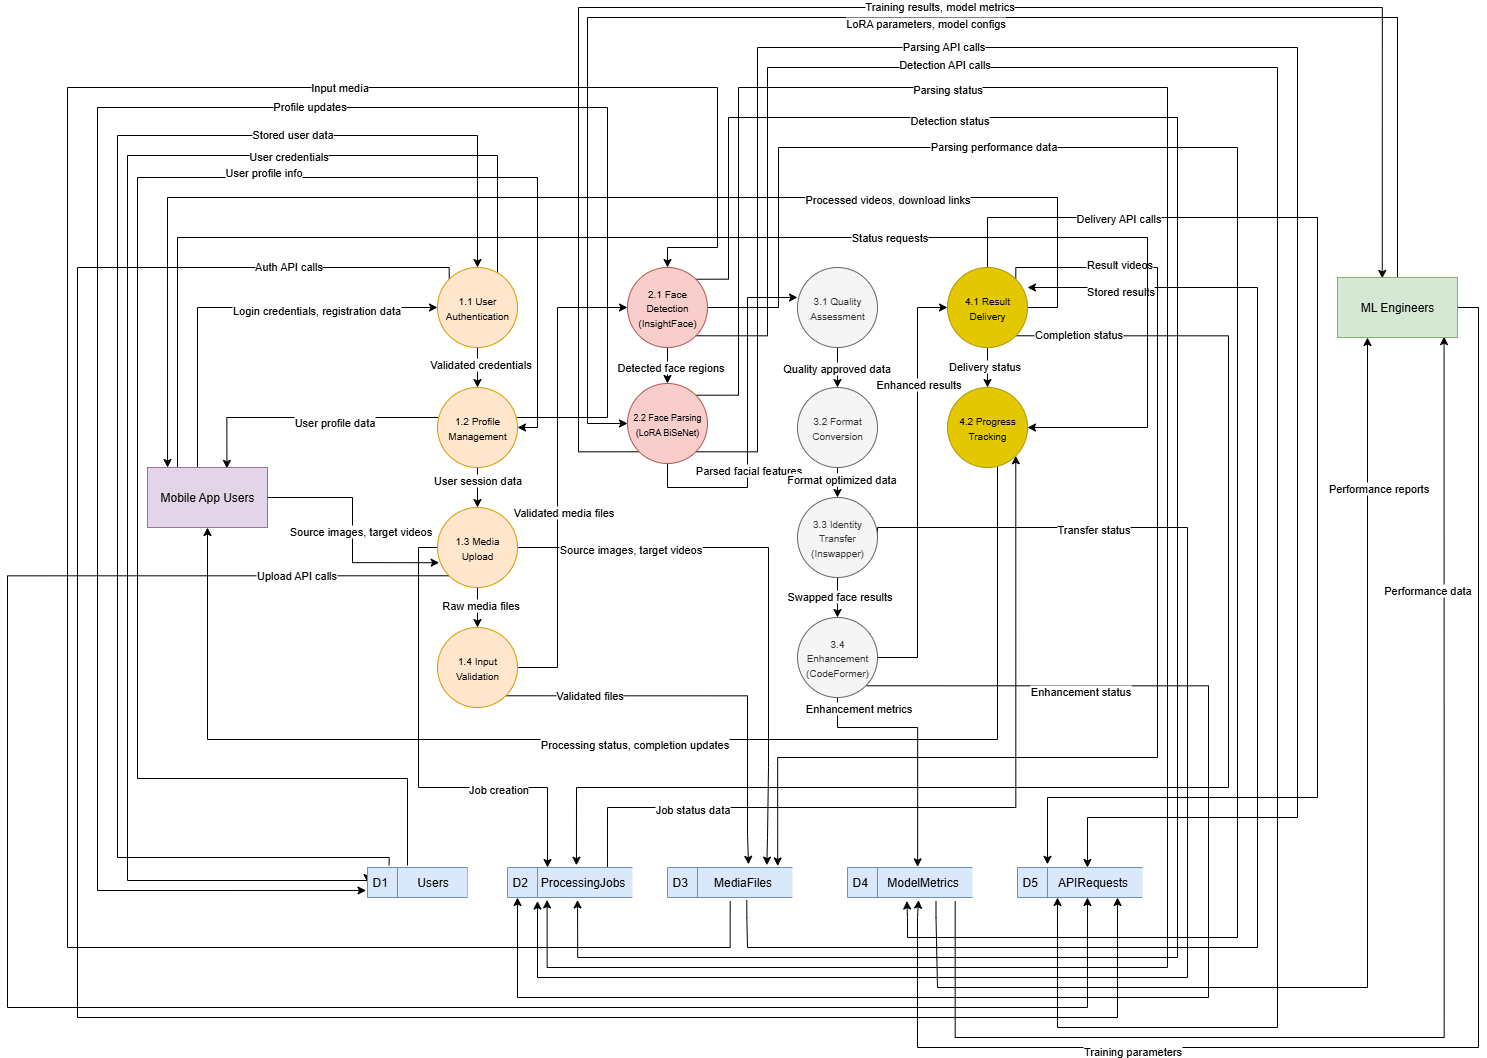 Training results, model metrics
LoRA parameters, model configs
Parsing API calls
Detection API calls
Input media
Parsing status
Profile updates
Detection status
Stored user data
Parsing performance data
User credentials
User profile info
Processed videos, download links
Delivery API calls
Status requests
Auth API calls
Result videos
Stored results
1.1 User
Authentication
2.1 Face
Detection
(InsightFace)
3.1 Quality
Assessment
4.1 Result
Delivery
ML Engineers
Login credentials, registration data
Completion status
Validated credentials
Detected face regions
Quality approved data
Delivery status
Enhanced results
1.2 Profile
Management
2.2 Face Parsing
(LoRA BiSeNet)
3.2 Format
Conversion
4.2 Progress
Tracking
User profile data
Parsed facial features
User session data
Format optimized data
Performance reports
Mobile App Users
Validated media files
Source images, target videos
1.3 Media
Upload
Source images, target videos
3.3 Identity
Transfer
(Inswapper)
Transfer status
Upload API calls
Performance data
Raw media files
Swapped face results
1.4 Input
Validation
3.4
Enhancement
(CodeFormer)
Validated files
Enhancement status
Enhancement metrics
Processing status, completion updates
Job creation
Job status data
D1 Users
D2 ProcessingJobs
D3 MediaFiles
D4 ModelMetrics
D5 APIRequests
Training parameters